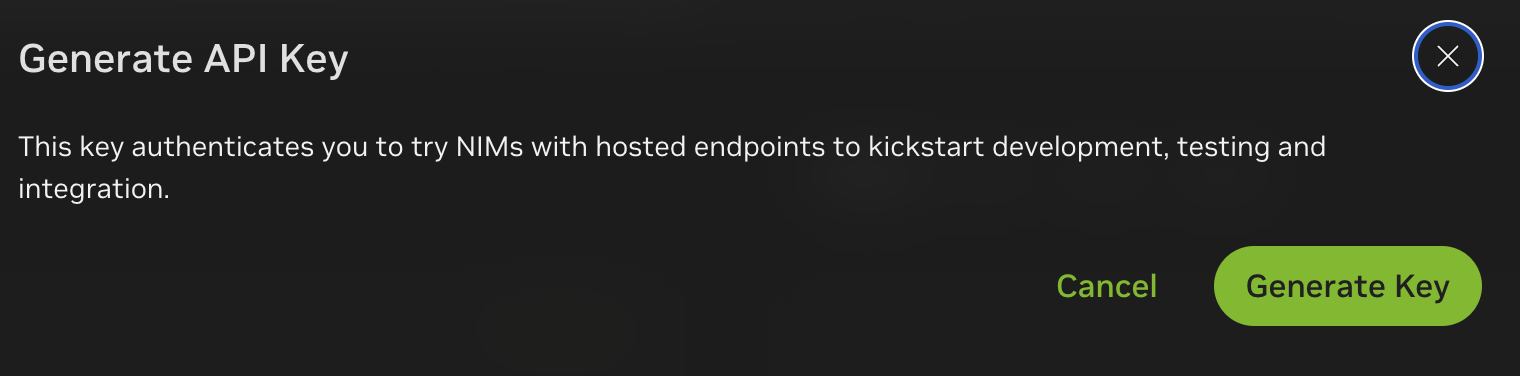 Generate API Key
This key authenticates you to try NIMs with hosted endpoints to kickstart development, testing and
integration.
Cancel
Generate Key